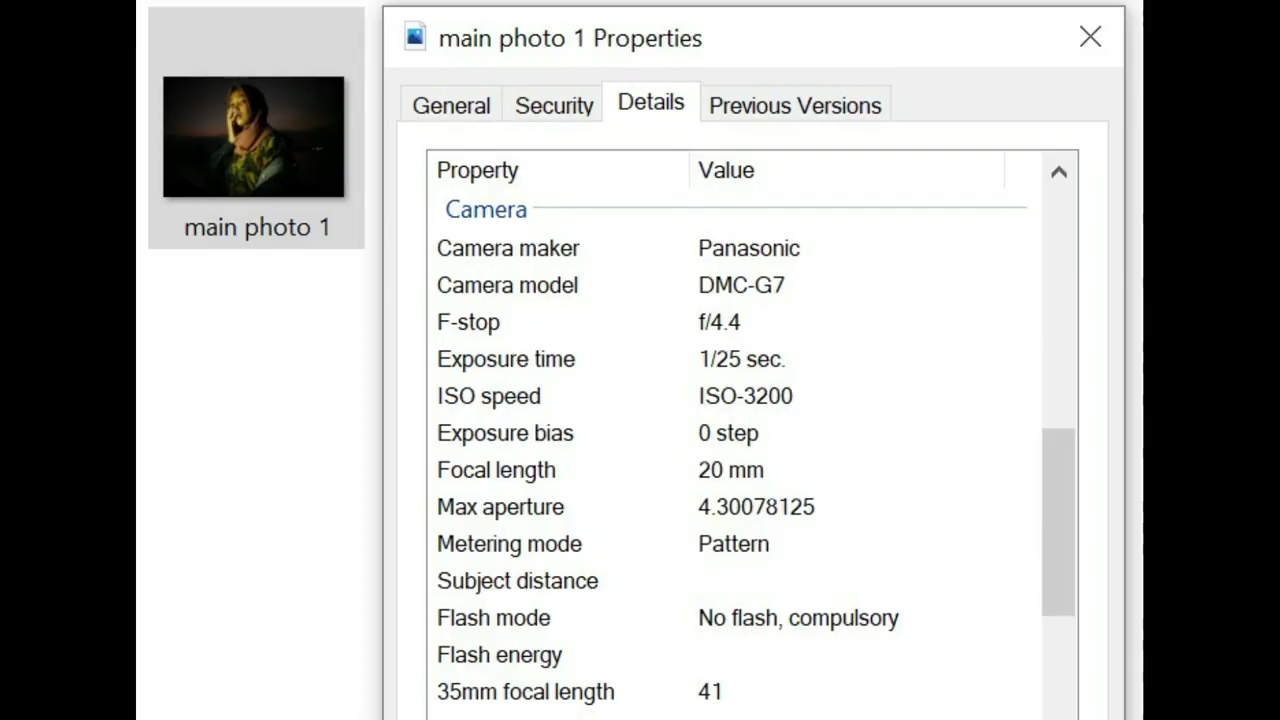 main photo 1 Properties
General Security Details Previous Versions
Property Value
Camera
Camera maker Panasonic
Camera model DMC-G7
F-stop f/4.4
Exposure time 1/25 sec.
ISO speed ISO-3200
Exposure bias 0 step
Focal length 20 mm
Max aperture 4.30078125
Metering mode Pattern
Subject distance
Flash mode No flash, compulsory
Flash energy
35mm focal length 41
main photo 1